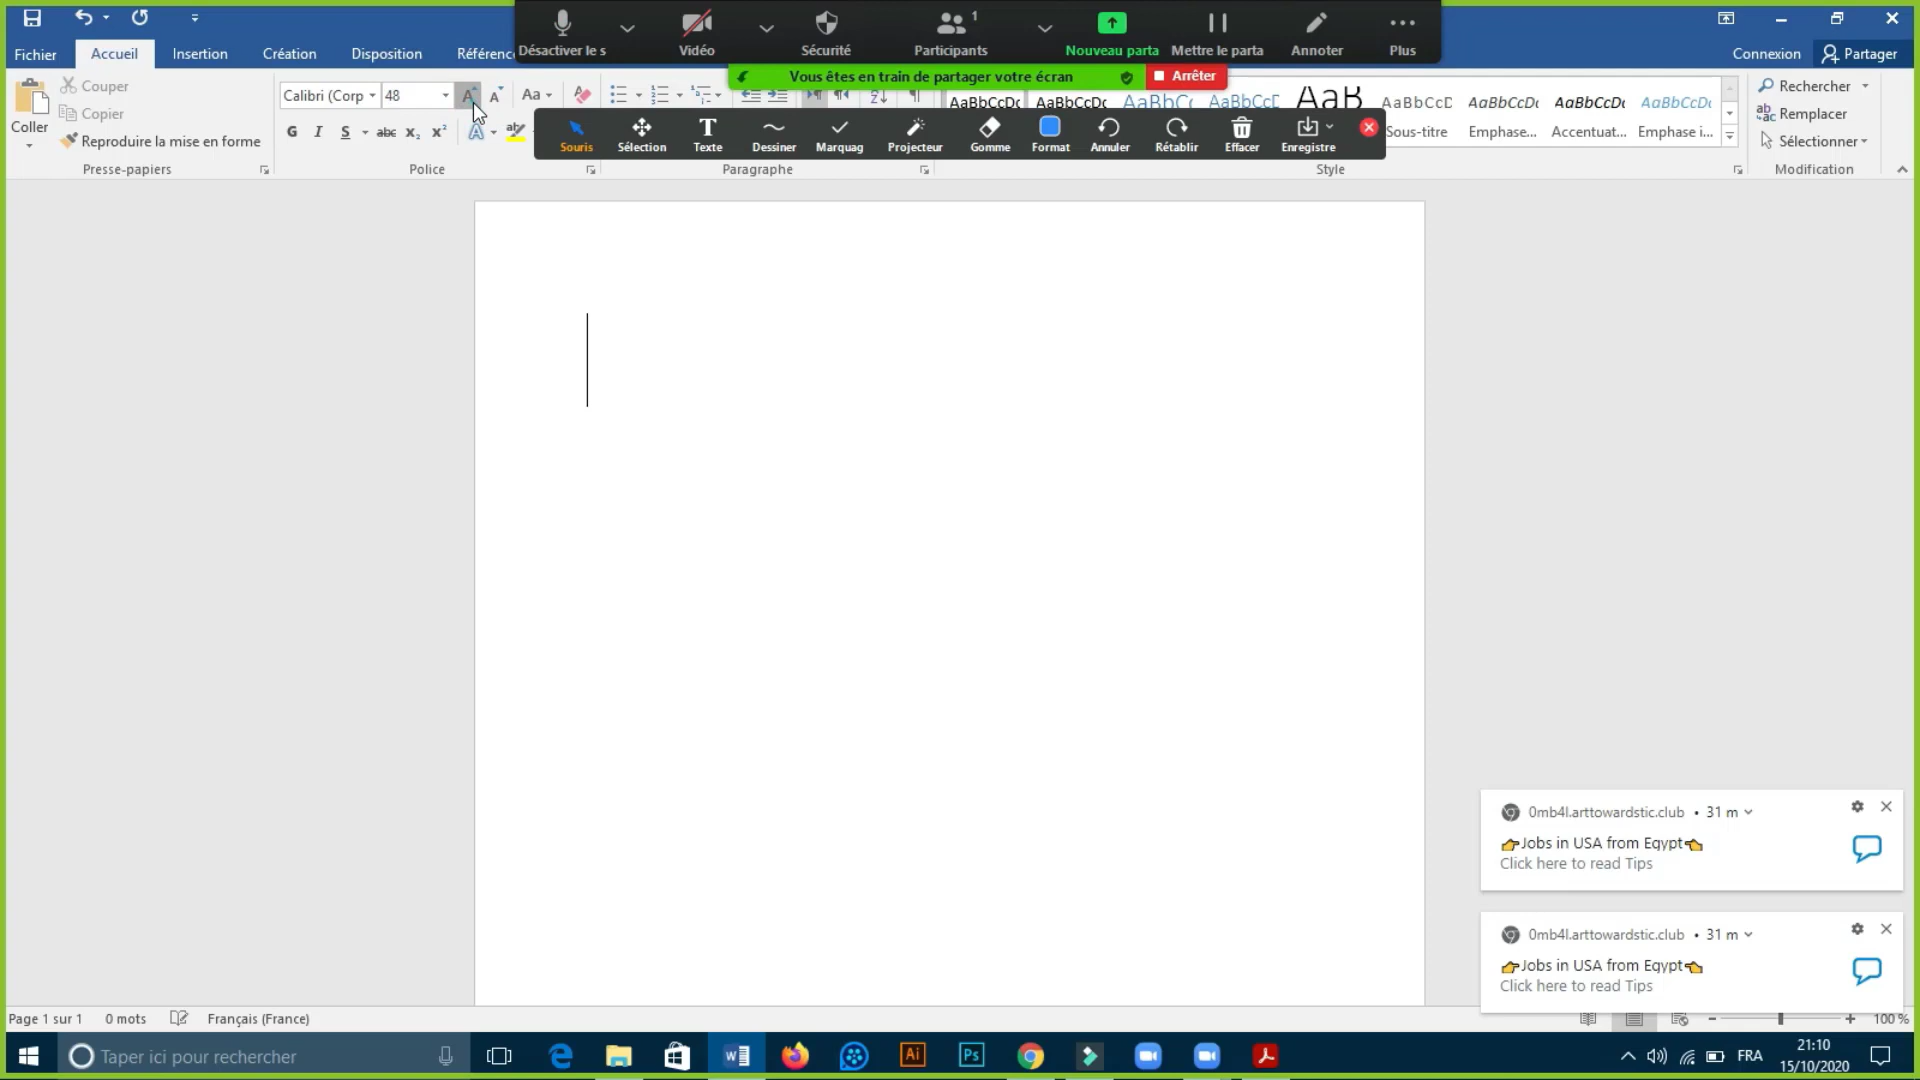 Désactiver le s
Vidéo
Sécurité
Participants
1
Nouveau parta
Mettre le parta
Annoter
Plus
Fichier
Accueil
Insertion
Création
Disposition
Référenc
Connexion
Partager
Vous êtes en train de partager votre écran
Arrêter
Coller
Couper
Copier
Reproduire la mise en forme
Presse-papiers
Calibri (Corp
48
Aa
G I S abc x₂ x²
Police
Paragraphe
AaBbCcDc
AaBbCcDc
AaBbC(
AaBbCcD
AaB
AaBbCcD
AaBbCcDt
AaBbCcDt
AaBbCcDt
Sous-titre
Emphase...
Accentuat...
Emphase i...
Style
Rechercher
Remplacer
Sélectionner
Modification
Souris
Sélection
Texte
Dessiner
Marquag
Projecteur
Gomme
Format
Annuler
Rétablir
Effacer
Enregistre
0mb4l.arttowardstic.club • 31 m
👉Jobs in USA from Egypt👈
Click here to read Tips
0mb4l.arttowardstic.club • 31 m
👉Jobs in USA from Egypt👈
Click here to read Tips
Page 1 sur 1
0 mots
Français (France)
100 %
Taper ici pour rechercher
Ai
Ps
FRA
21:10
15/10/2020